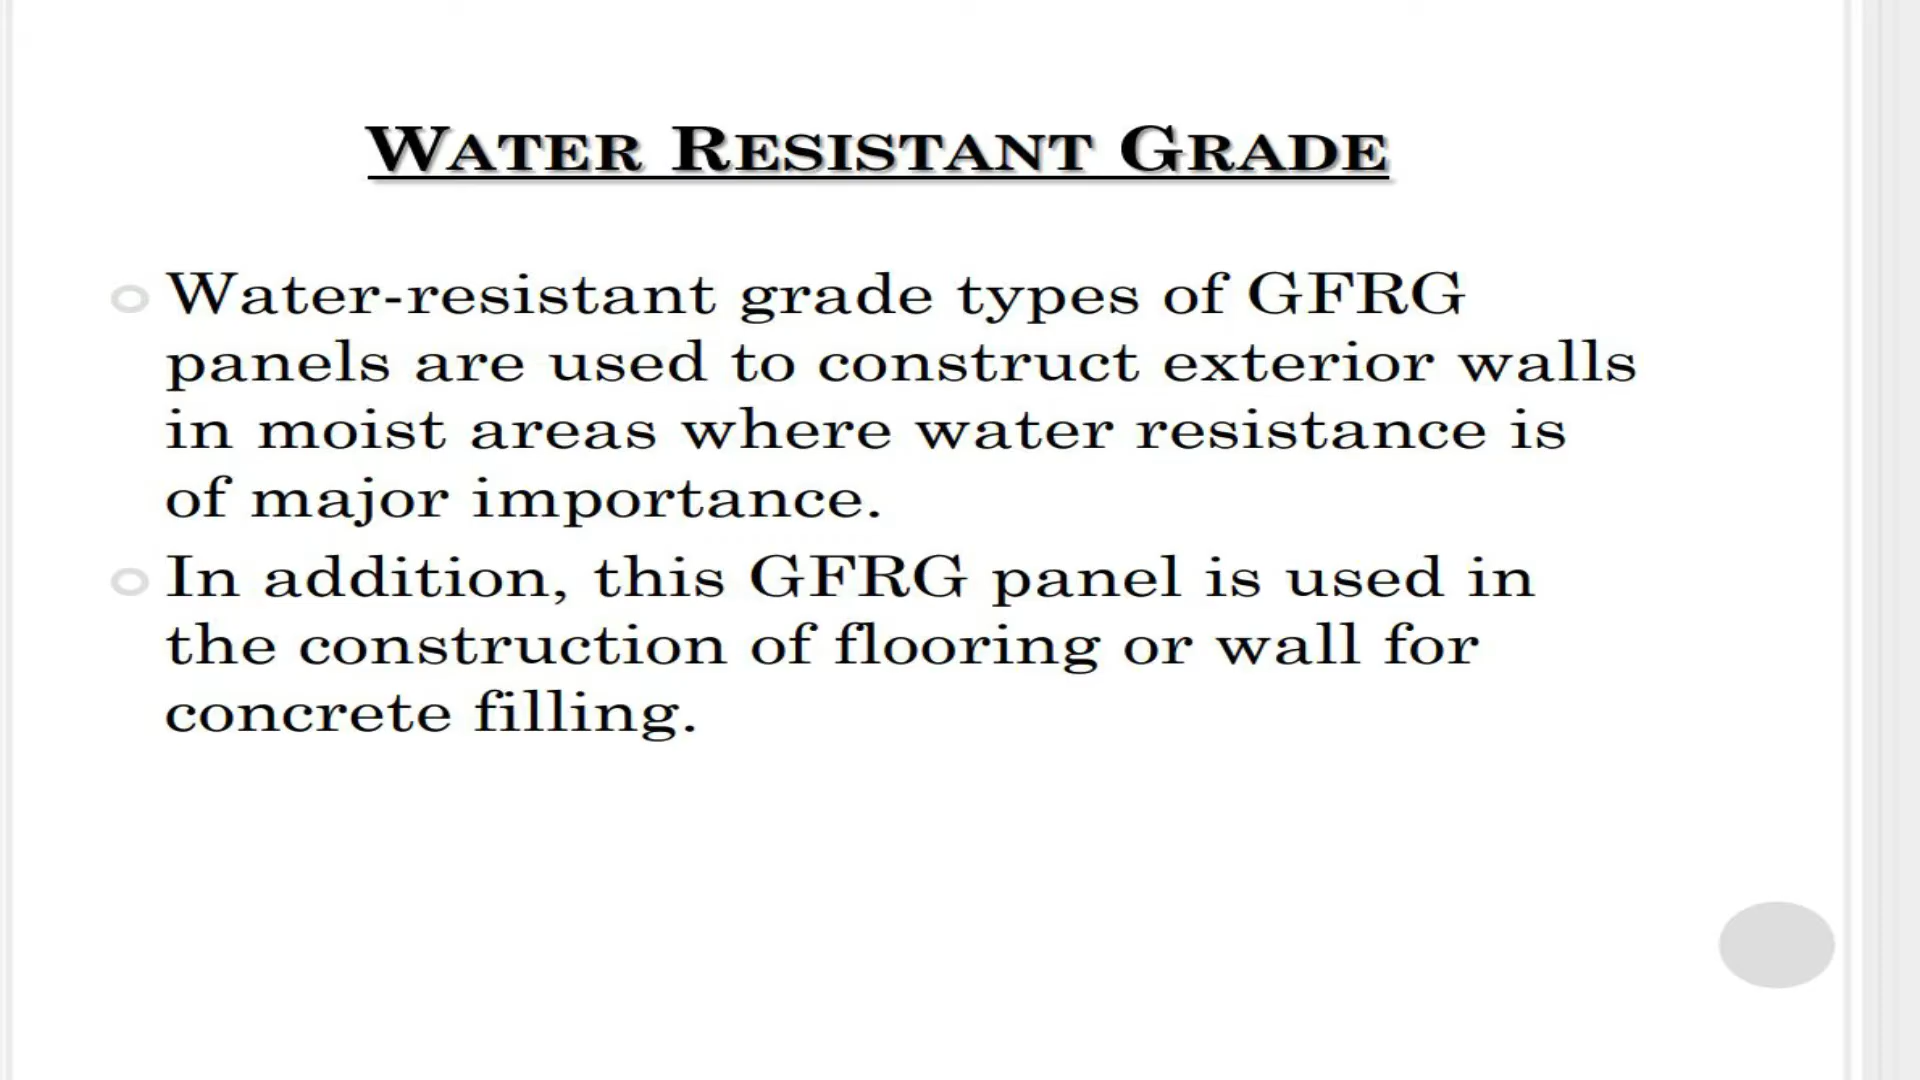 WATER RESISTANT GRADE
Water-resistant grade types of GFRG
panels are used to construct exterior walls
in moist areas where water resistance is
of major importance.
In addition, this GFRG panel is used in
the construction of flooring or wall for
concrete filling.